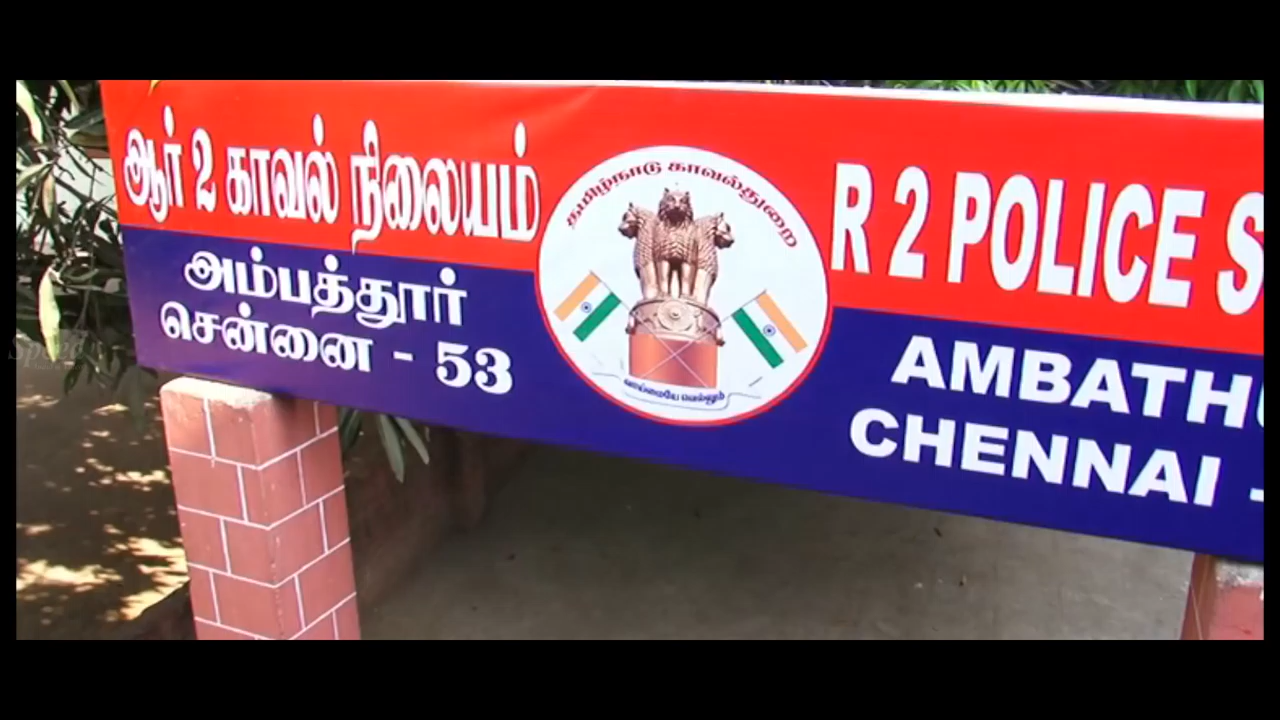 ஆர் 2 காவல் நிலையம்
அம்பத்தூர்
சென்னை - 53
தமிழ்நாடு காவல்துறை
வாய்மையே வெல்லும்
R 2 POLICE S
AMBATH
CHENNAI -